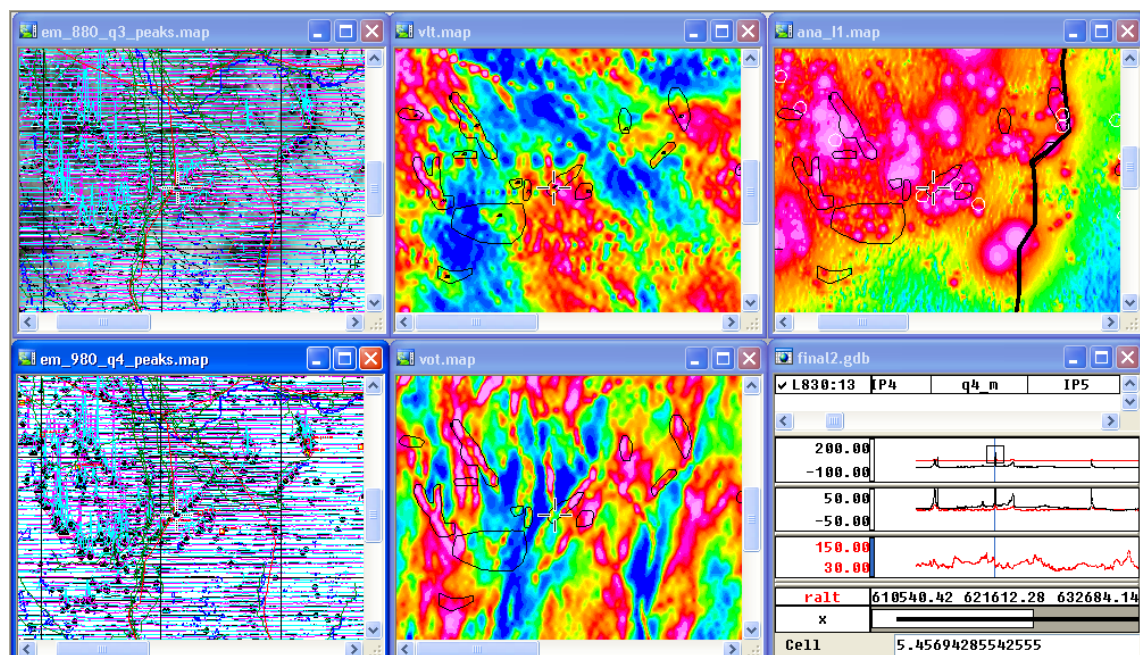 em_880_q3_peaks.map
vlt.map
ana_l1.map
em_980_q4_peaks.map
vot.map
final2.gdb
L830:13 IP4 q4_m IP5
200.00
-100.00
50.00
-50.00
150.00
30.00
ralt 610540.42 621612.28 632684.14
x
Cell 5.45694285542555